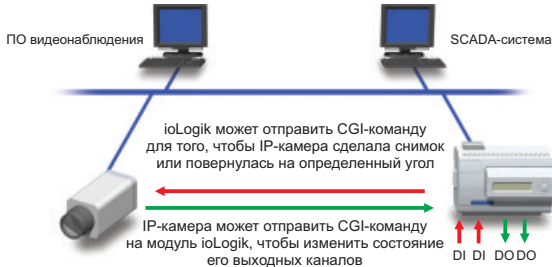 ПО видеонаблюдения
SCADA-система
ioLogik может отправить CGI-команду
для того, чтобы IP-камера сделала снимок
или повернулась на определенный угол
IP-камера может отправить CGI-команду
на модуль ioLogik, чтобы изменить состояние
его выходных каналов
DI DI DO DO